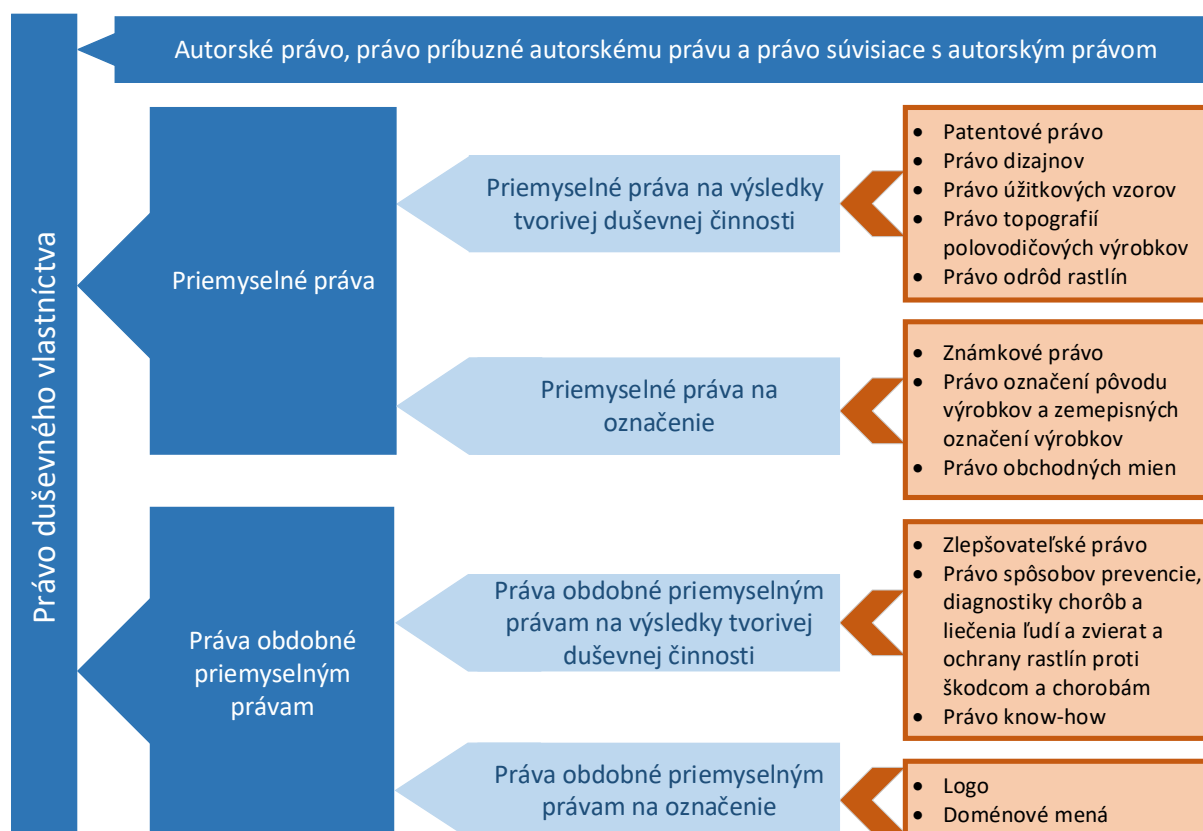 Právo duševného vlastníctva
Autorské právo, právo príbuzné autorskému právu a právo súvisiace s autorským právom
Priemyselné práva
Priemyselné práva na výsledky
tvorivej duševnej činnosti
• Patentové právo
• Právo dizajnov
• Právo úžitkových vzorov
• Právo topografií
polovodičových výrobkov
• Právo odrôd rastlín
Priemyselné práva na
označenie
• Známkové právo
• Právo označení pôvodu
výrobkov a zemepisných
označení výrobkov
• Právo obchodných mien
Práva obdobné
priemyselným
právam
Práva obdobné priemyselným
právam na výsledky tvorivej
duševnej činnosti
• Zlepšovateľské právo
• Právo spôsobov prevencie,
diagnostiky chorôb a
liečenia ľudí a zvierat a
ochrany rastlín proti
škodcom a chorobám
• Právo know-how
Práva obdobné priemyselným
právam na označenie
• Logo
• Doménové mená